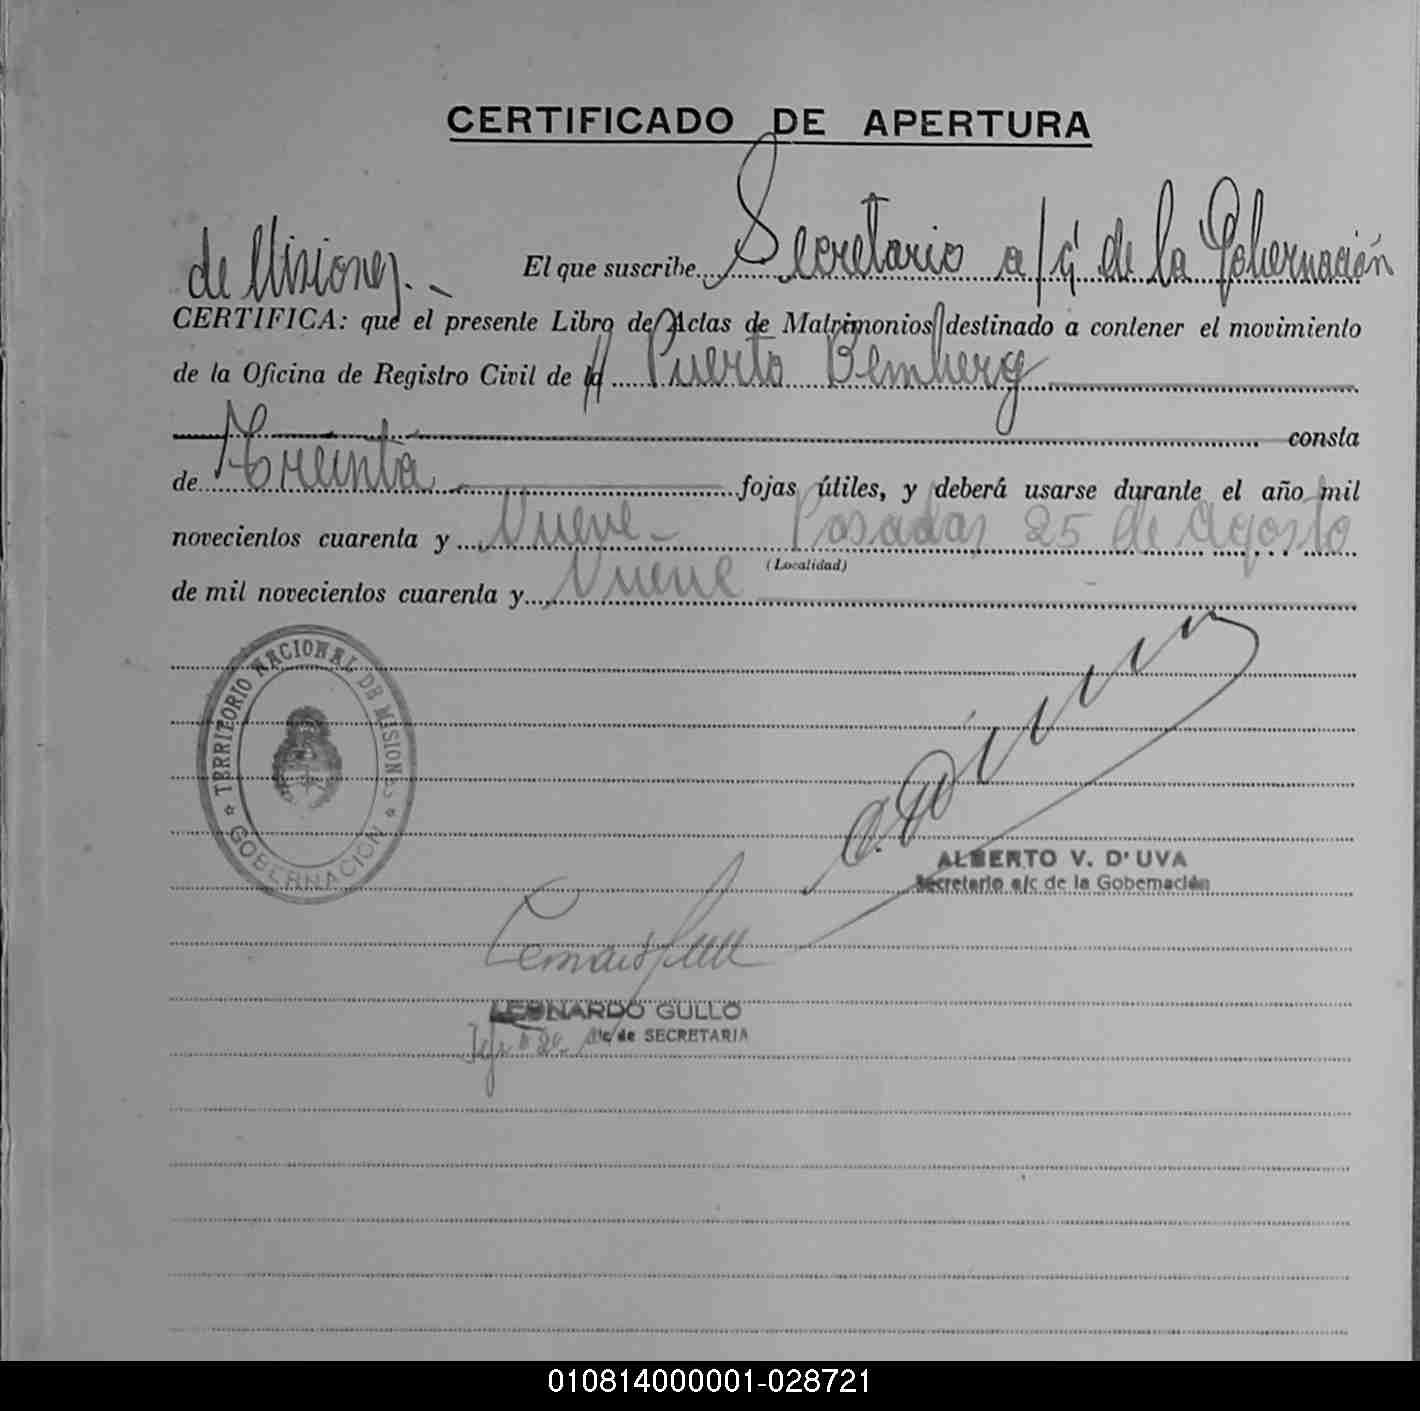 CERTIFICADO DE APERTURA
El que suscribe Secretario a/c de la Gobernación
de Misiones.-
CERTIFICA: que el presente Libro de Actas de Matrimonios destinado a contener el movimiento
de la Oficina de Registro Civil de Puerto Bemberg
consta
de Treinta fojas útiles, y deberá usarse durante el año mil
novecientos cuarenta y Nueve - Posadas 25 de Agosto
(Localidad)
de mil novecientos cuarenta y Nueve
TERRITORIO NACIONAL DE MISIONES
GOBERNACION
ALBERTO V. D'UVA
Secretario a/c de la Gobernación
LEONARDO GULLO
a/c de SECRETARIA
010814000001-028721